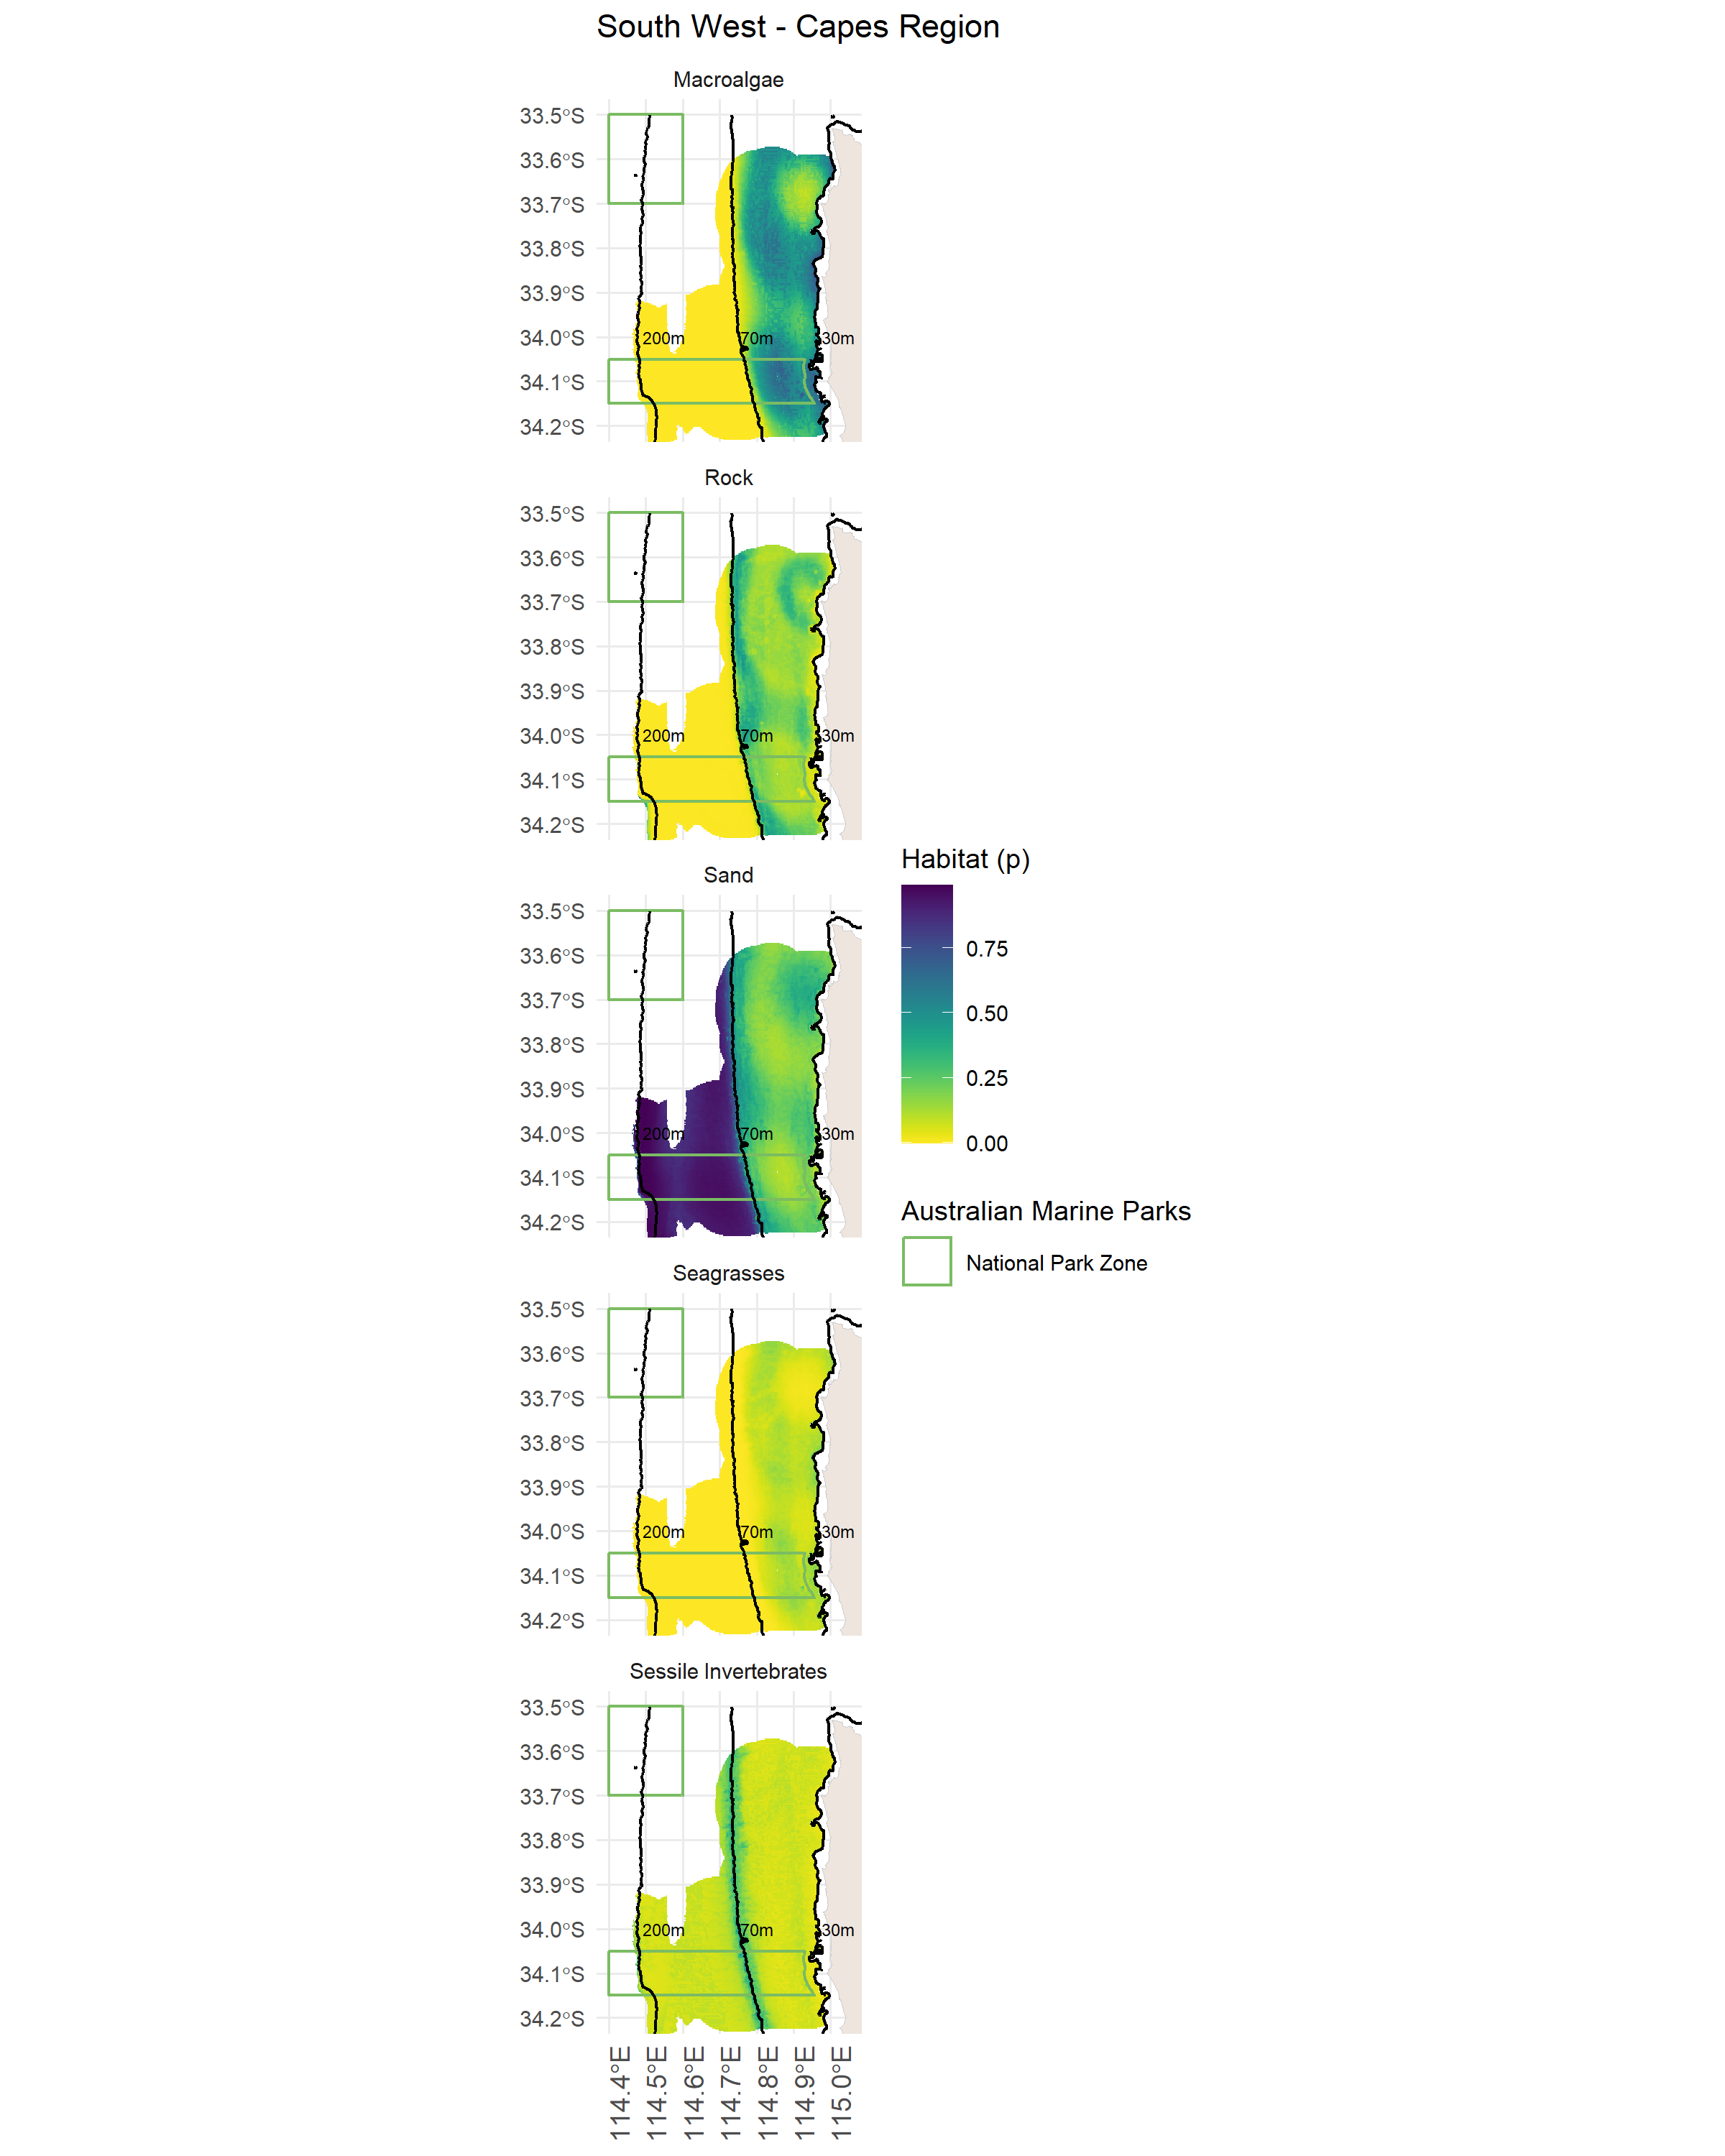 South West - Capes Region
Macroalgae
33.5°S
33.6°S
33.7°S
33.8°S
33.9°S
34.0°S
34.1°S
34.2°S
200m
70m
30m
Rock
33.5°S
33.6°S
33.7°S
33.8°S
33.9°S
34.0°S
34.1°S
34.2°S
200m
70m
30m
Sand
33.5°S
33.6°S
33.7°S
33.8°S
33.9°S
34.0°S
34.1°S
34.2°S
200m
70m
30m
Habitat (p)
0.75
0.50
0.25
0.00
Australian Marine Parks
National Park Zone
Seagrasses
33.5°S
33.6°S
33.7°S
33.8°S
33.9°S
34.0°S
34.1°S
34.2°S
200m
70m
30m
Sessile Invertebrates
33.5°S
33.6°S
33.7°S
33.8°S
33.9°S
34.0°S
34.1°S
34.2°S
200m
70m
30m
114.4°E
114.5°E
114.6°E
114.7°E
114.8°E
114.9°E
115.0°E